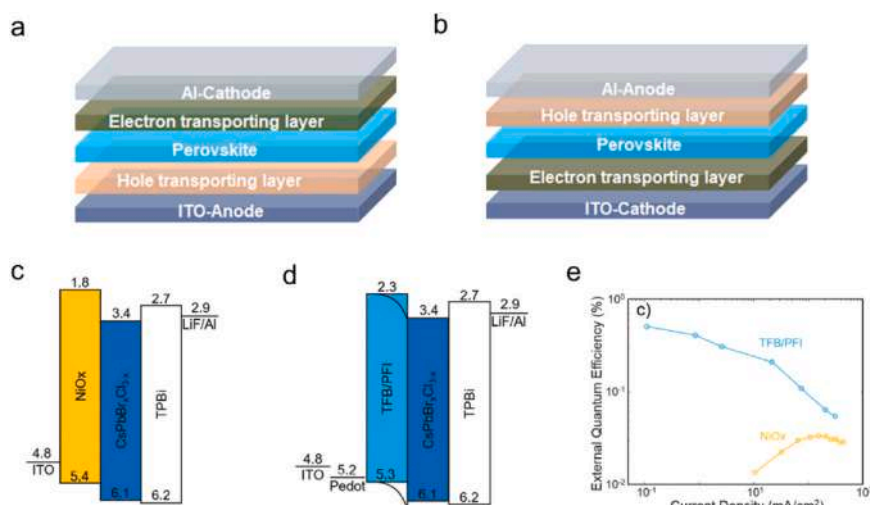 a
Al-Cathode
Electron transporting layer
Perovskite
Hole transporting layer
ITO-Anode
b
Al-Anode
Hole transporting layer
Perovskite
Electron transporting layer
ITO-Cathode
c
1.8
3.4
2.7
2.9
LiF/Al
NiOx
CsPbBrxCl3-x
TPBi
4.8
ITO
5.4
6.1
6.2
d
2.3
3.4
2.7
2.9
LiF/Al
TFB/PFI
CsPbBrxCl3-x
TPBi
4.8
ITO
5.2
Pedot
5.3
6.1
6.2
e
c)
External Quantum Efficiency (%)
10⁰
10⁻¹
10⁻²
TFB/PFI
NiOx
10⁻¹
10¹
Current Density (mA/cm²)